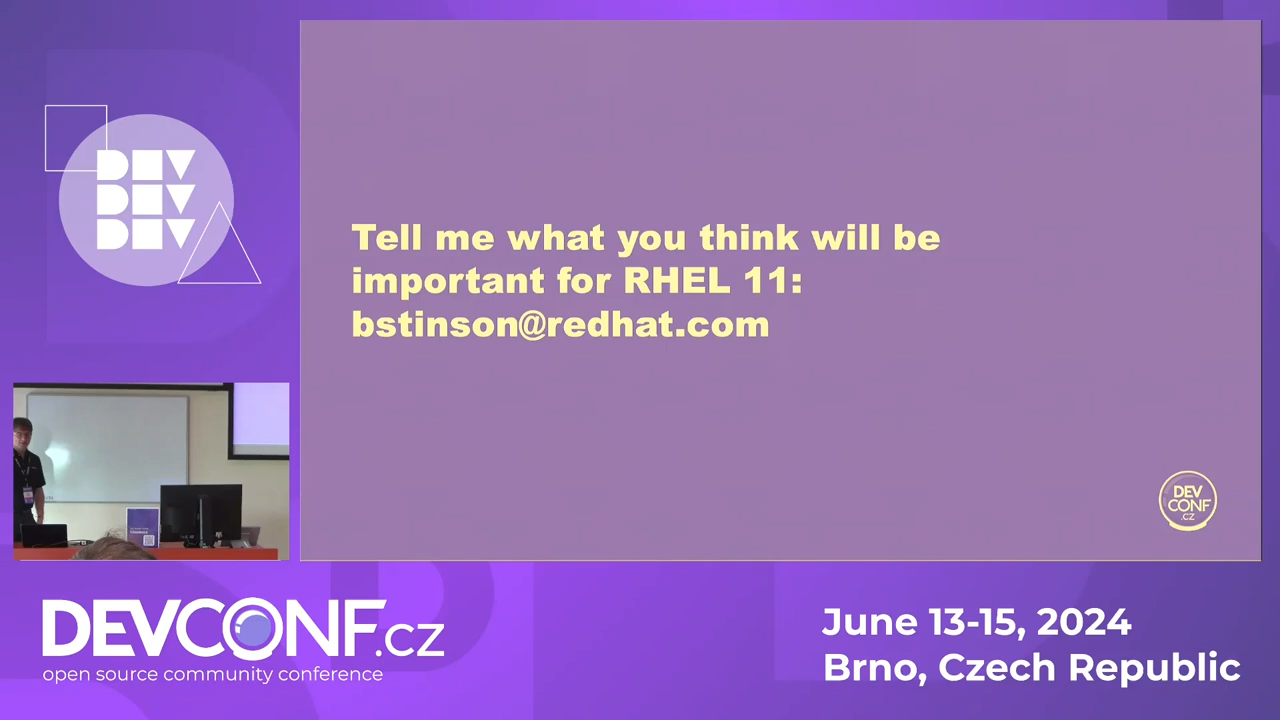 DEV
DEV
DEV
Tell me what you think will be
important for RHEL 11:
bstinson@redhat.com
DEV
CONF
.CZ
DEVCONF.cz
open source community conference
June 13-15, 2024
Brno, Czech Republic